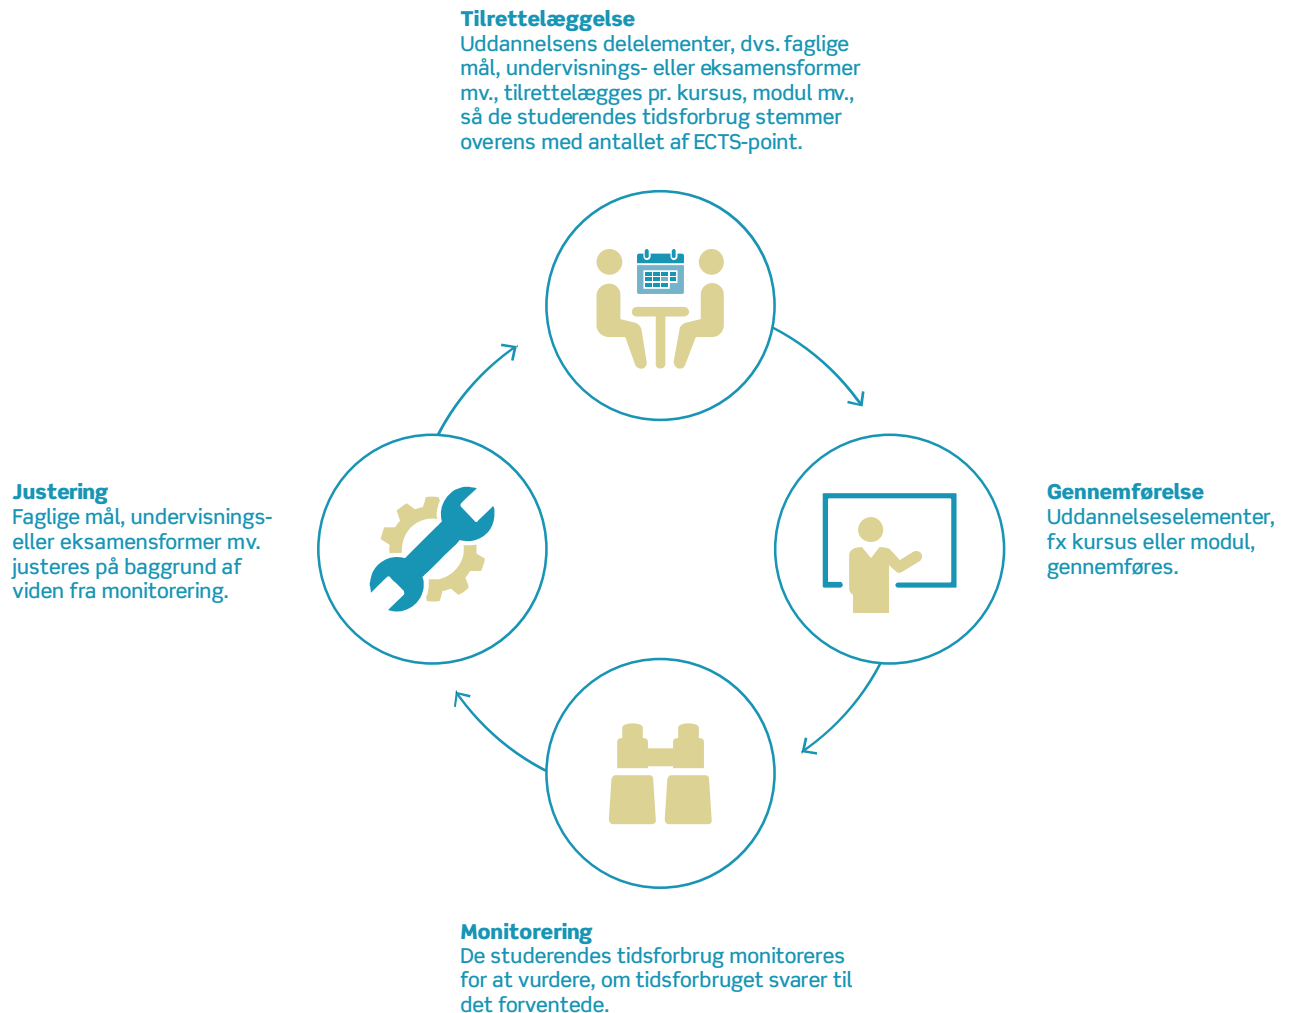 Tilrettelæggelse
Uddannelsens delelementer, dvs. faglige
mål, undervisnings- eller eksamensformer
mv., tilrettelægges pr. kursus, modul mv.,
så de studerendes tidsforbrug stemmer
overens med antallet af ECTS-point.
Gennemførelse
Uddannelseselementer,
fx kursus eller modul,
gennemføres.
Monitorering
De studerendes tidsforbrug monitoreres
for at vurdere, om tidsforbruget svarer til
det forventede.
Justering
Faglige mål, undervisnings-
eller eksamensformer mv.
justeres på baggrund af
viden fra monitorering.